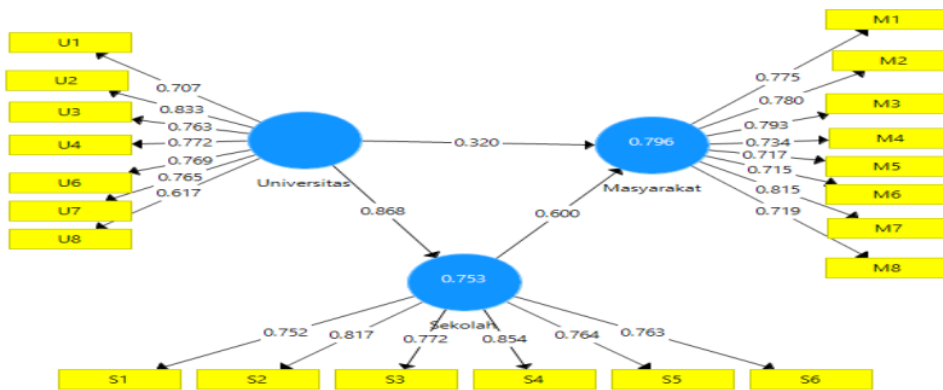 U1
U2
U3
U4
U6
U7
U8
0.707
0.833
0.763
0.772
0.769
0.765
0.617
Universitas
0.320
0.868
0.600
0.796
Masyarakat
0.775
0.780
0.793
0.734
0.717
0.715
0.815
0.719
M1
M2
M3
M4
M5
M6
M7
M8
0.753
Sekolah
0.752
0.817
0.772
0.854
0.764
0.763
S1
S2
S3
S4
S5
S6